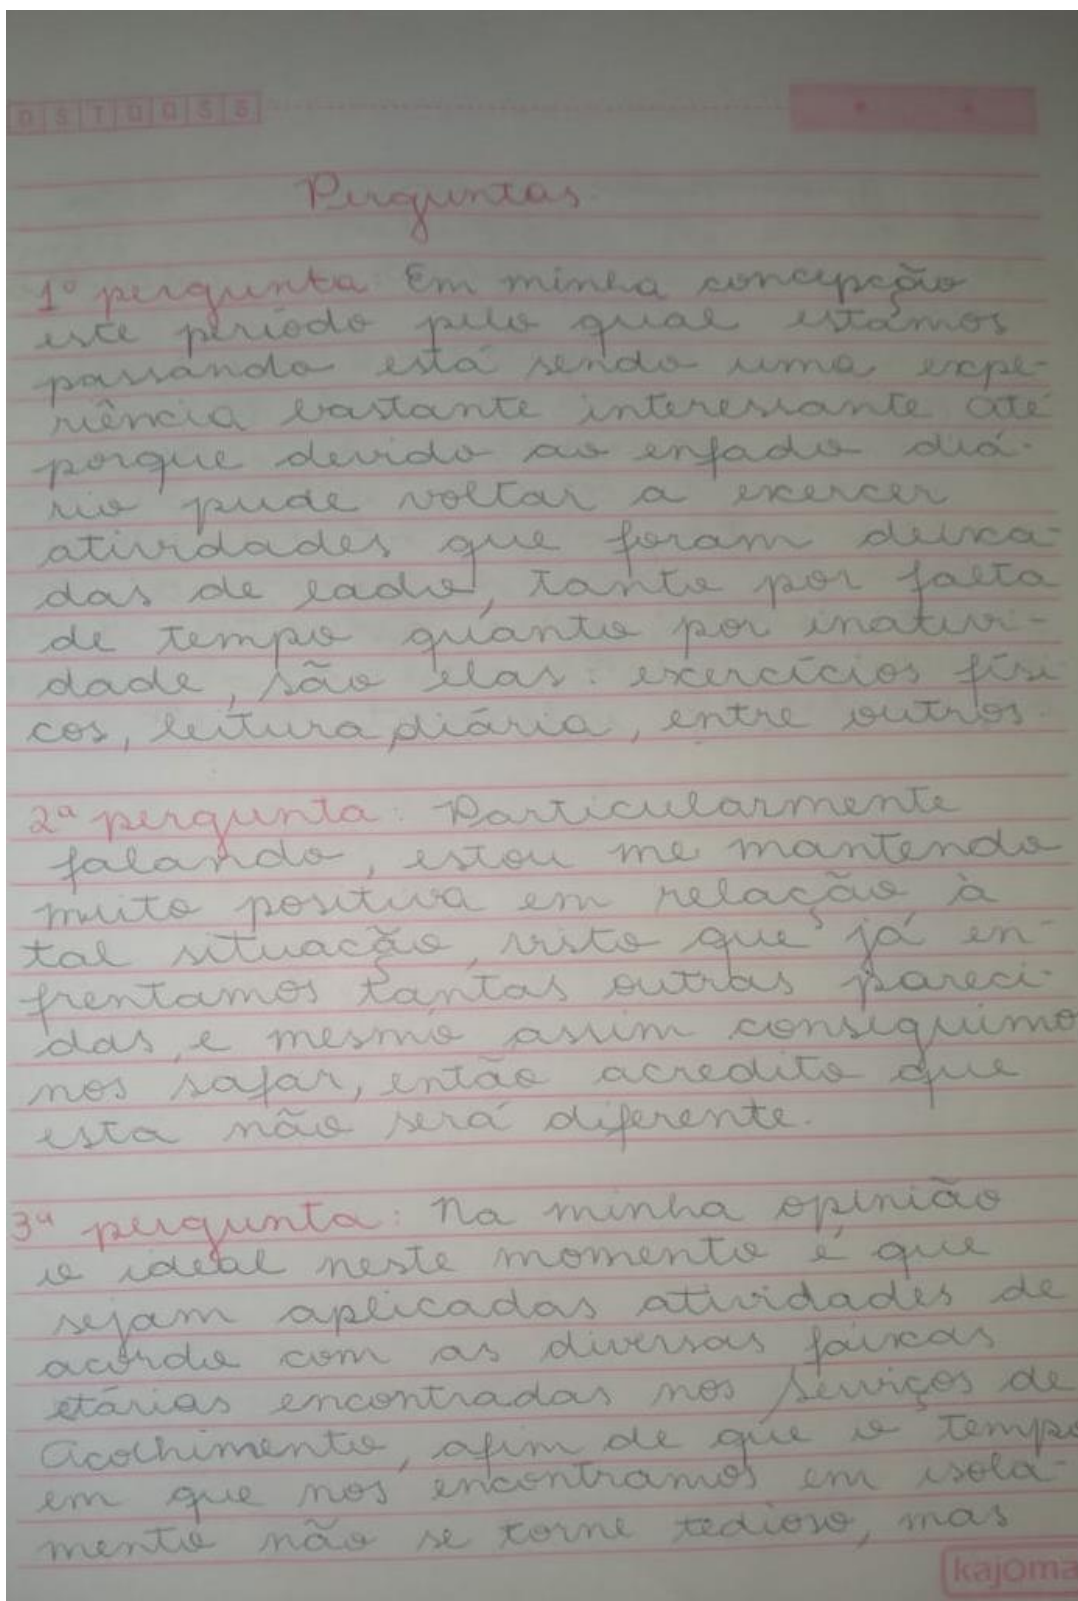 D S T Q Q S S
Perguntas
1º pergunta: Em minha concepção
este período pelo qual estamos
passando está sendo uma expe-
riência bastante interessante até
porque devido ao enfado diá-
rio pude voltar a exercer
atividades que foram deixa-
das de lado, tanto por falta
de tempo quanto por inativi-
dade, são elas: exercícios físi
cos, leitura diária, entre outros.
2ª pergunta: Particularmente
falando, estou me mantendo
muito positiva em relação à
tal situação, visto que já en-
frentamos tantas outras pareci-
das, e mesmo assim conseguimo
nos safar, então acredito que
esta não será diferente.
3ª pergunta: Na minha opinião
o ideal neste momento é que
sejam aplicadas atividades de
acordo com as diversas faixas
etárias encontradas nos Serviços de
Acolhimento, afim de que o tempo
em que nos encontramos em isola-
mento não se torne tedioso, mas
kajoma